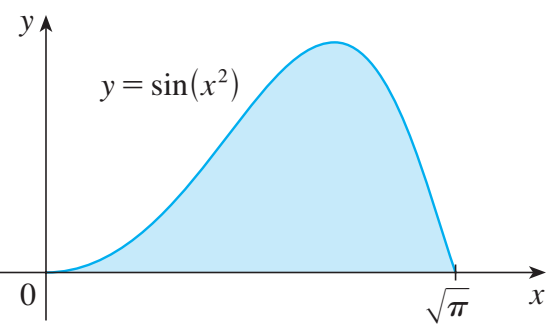 y
y = sin(x²)
0
√π
x